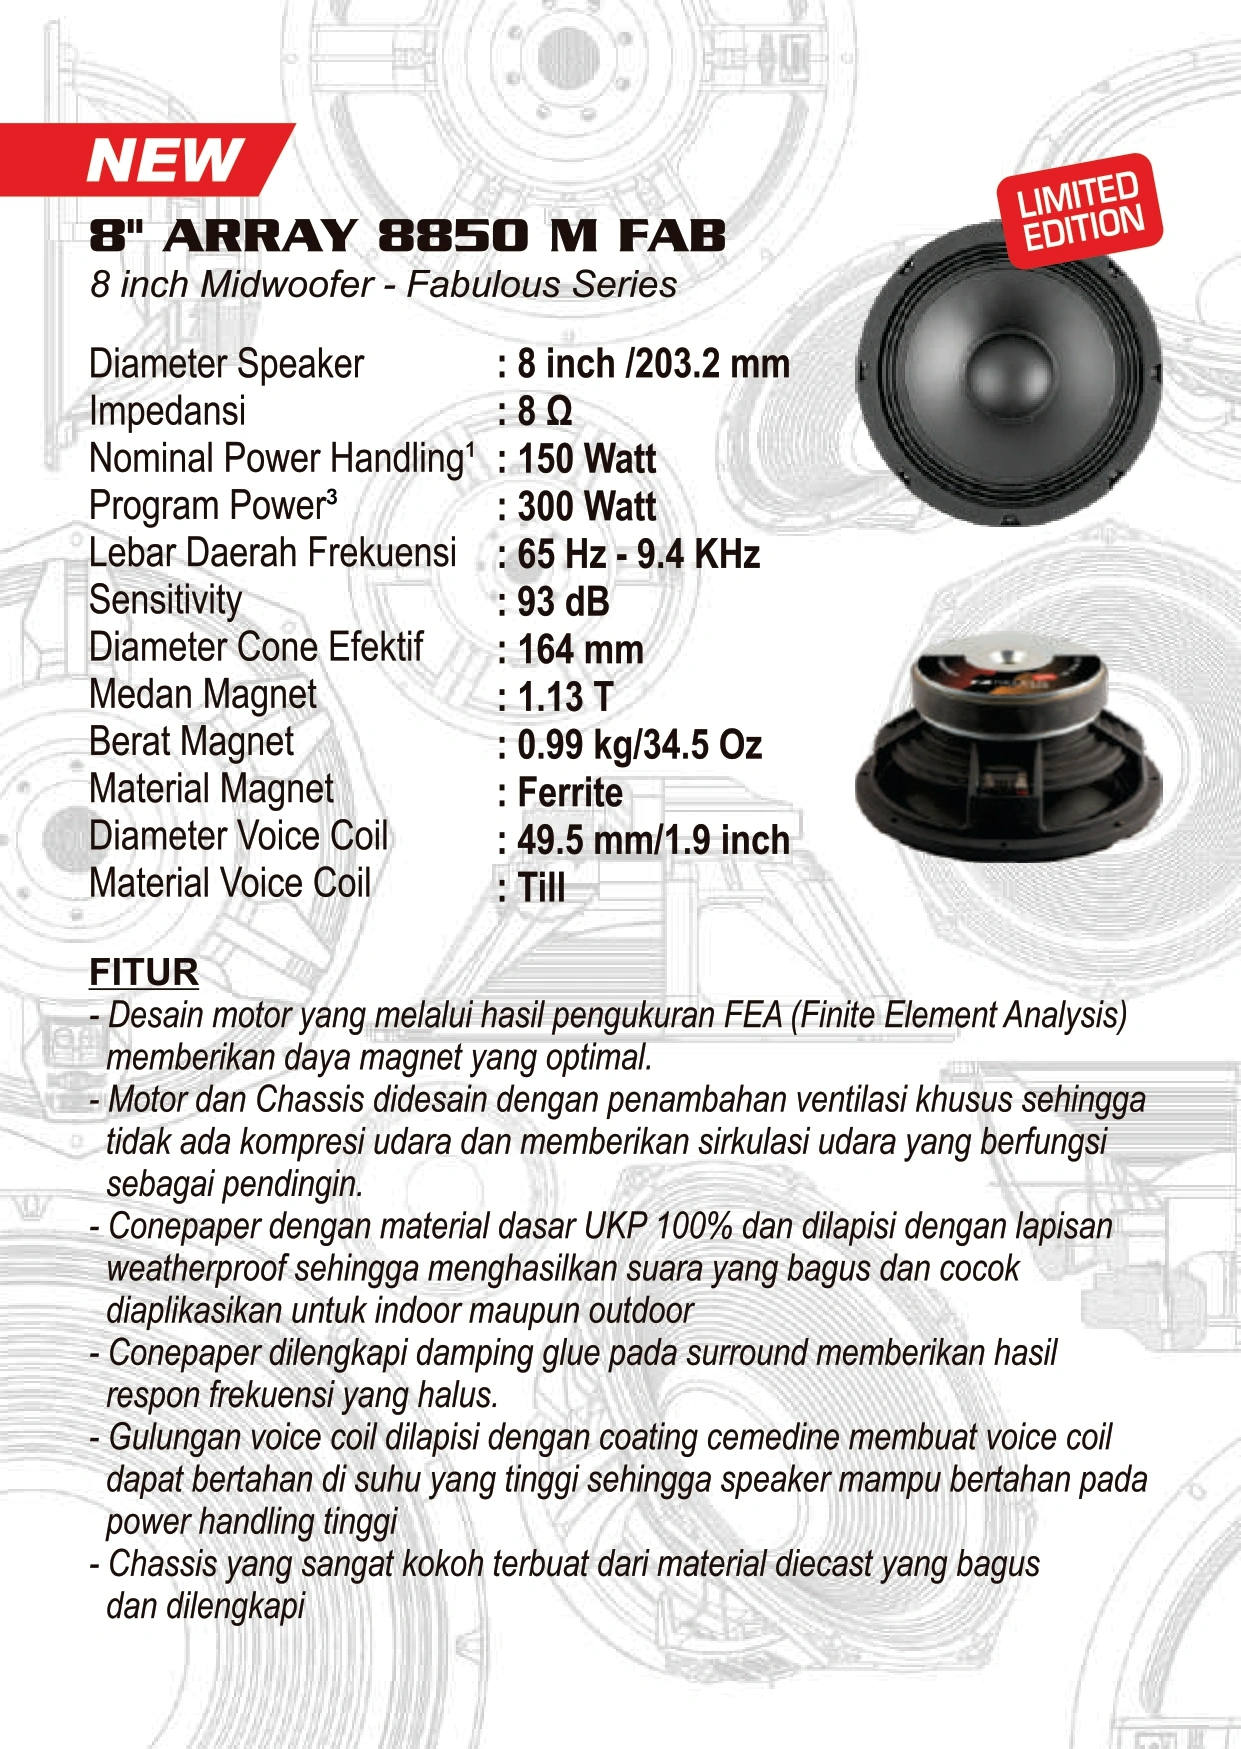 NEW
LIMITED
EDITION
8" ARRAY 8850 M FAB
8 inch Midwoofer - Fabulous Series
Diameter Speaker : 8 inch /203.2 mm
Impedansi : 8 Ω
Nominal Power Handling¹ : 150 Watt
Program Power³ : 300 Watt
Lebar Daerah Frekuensi : 65 Hz - 9.4 KHz
Sensitivity : 93 dB
Diameter Cone Efektif : 164 mm
Medan Magnet : 1.13 T
Berat Magnet : 0.99 kg/34.5 Oz
Material Magnet : Ferrite
Diameter Voice Coil : 49.5 mm/1.9 inch
Material Voice Coil : Till
FITUR
- Desain motor yang melalui hasil pengukuran FEA (Finite Element Analysis)
memberikan daya magnet yang optimal.
- Motor dan Chassis didesain dengan penambahan ventilasi khusus sehingga
tidak ada kompresi udara dan memberikan sirkulasi udara yang berfungsi
sebagai pendingin.
- Conepaper dengan material dasar UKP 100% dan dilapisi dengan lapisan
weatherproof sehingga menghasilkan suara yang bagus dan cocok
diaplikasikan untuk indoor maupun outdoor
- Conepaper dilengkapi damping glue pada surround memberikan hasil
respon frekuensi yang halus.
- Gulungan voice coil dilapisi dengan coating cemedine membuat voice coil
dapat bertahan di suhu yang tinggi sehingga speaker mampu bertahan pada
power handling tinggi
- Chassis yang sangat kokoh terbuat dari material diecast yang bagus
dan dilengkapi